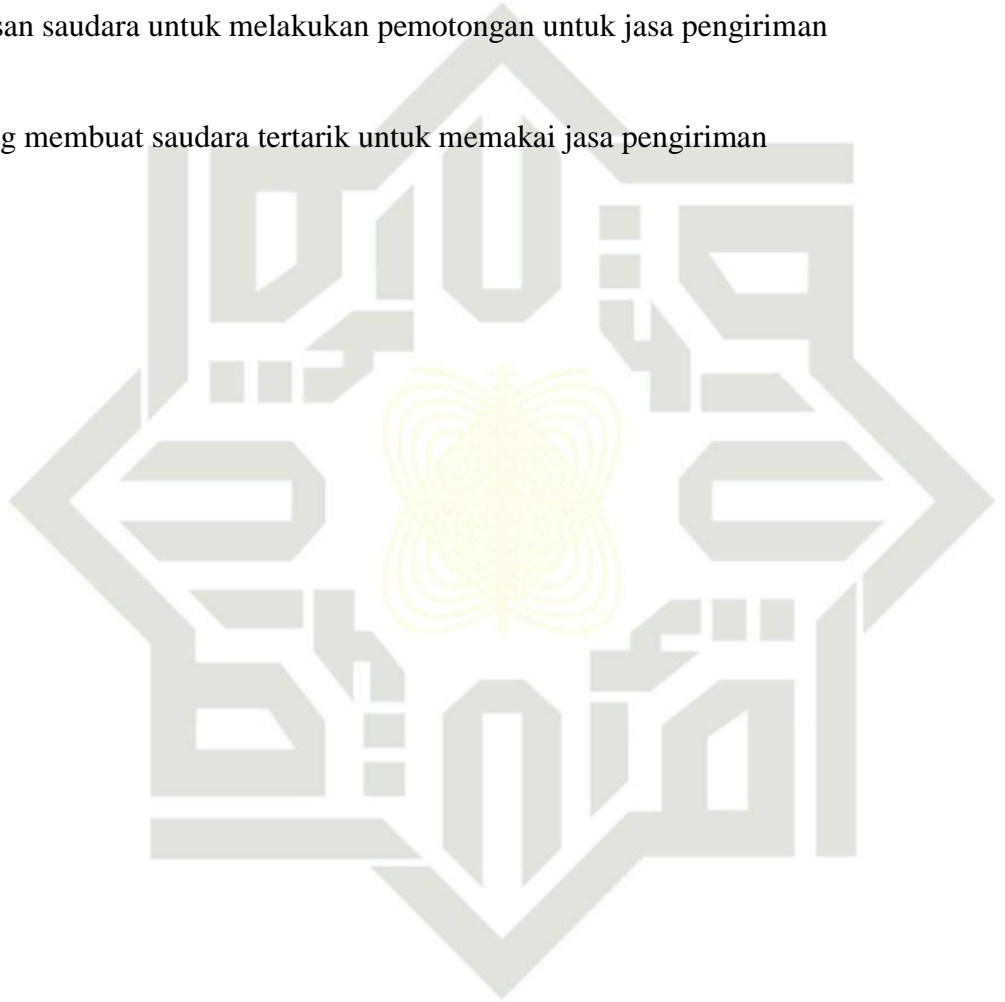 san saudara untuk melakukan pemotongan untuk jasa pengiriman
g membuat saudara tertarik untuk memakai jasa pengiriman